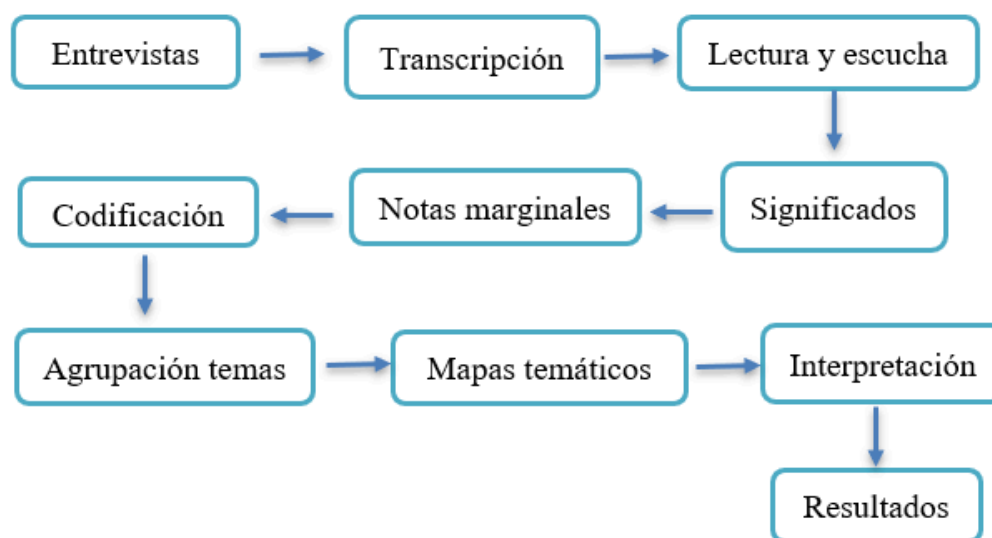 Entrevistas
Transcripción
Lectura y escucha
Significados
Notas marginales
Codificación
Agrupación temas
Mapas temáticos
Interpretación
Resultados